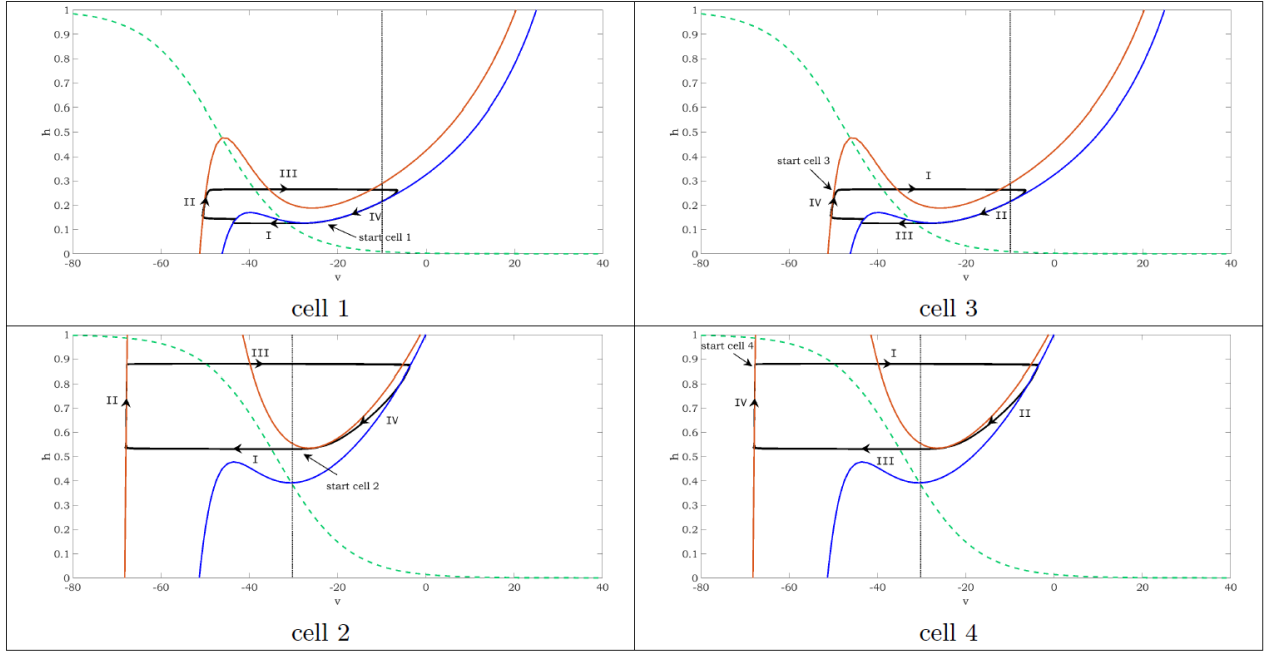 1
0.9
0.8
0.7
0.6
0.5
0.4
0.3
0.2
0.1
0
h
-80 -60 -40 -20 0 20 40
v
III
II
IV
I
start cell 1
cell 1
1
0.9
0.8
0.7
0.6
0.5
0.4
0.3
0.2
0.1
0
h
-80 -60 -40 -20 0 20 40
v
start cell 3
I
IV
II
III
cell 3
1
0.9
0.8
0.7
0.6
0.5
0.4
0.3
0.2
0.1
0
h
-80 -60 -40 -20 0 20 40
v
III
II
IV
I
start cell 2
cell 2
1
0.9
0.8
0.7
0.6
0.5
0.4
0.3
0.2
0.1
0
h
-80 -60 -40 -20 0 20 40
v
start cell 4
I
IV
II
III
cell 4